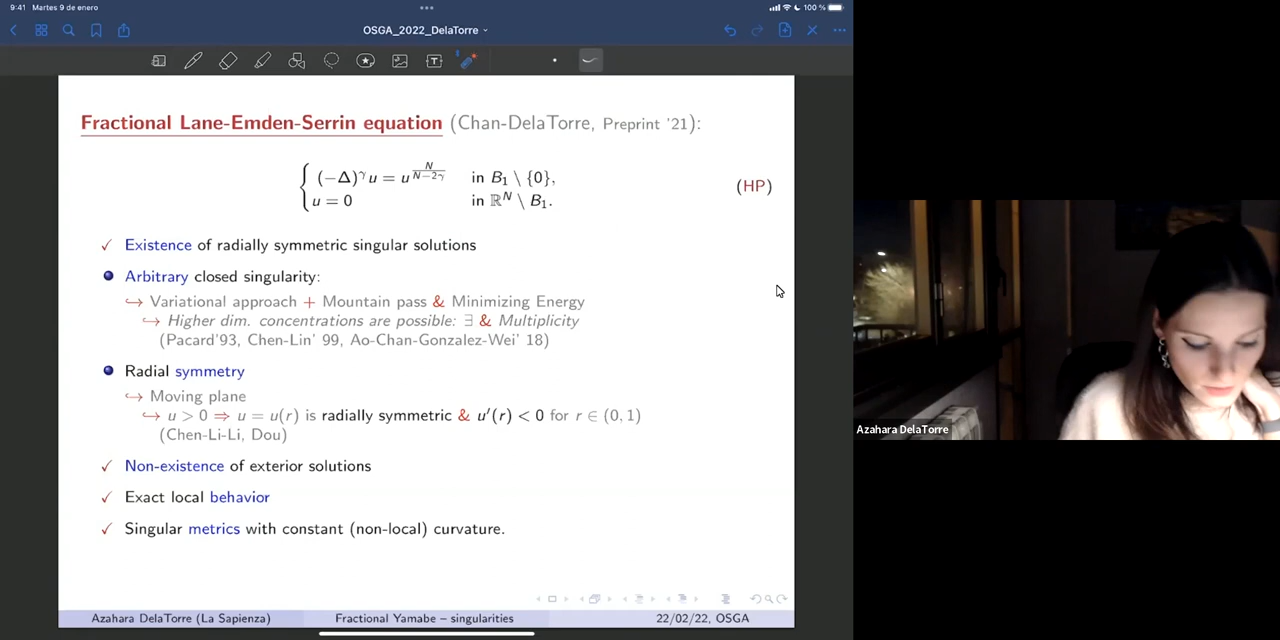 9:41 Martes 9 de enero
100 %
OSGA_2022_DelaTorre
Fractional Lane-Emden-Serrin equation (Chan-DelaTorre, Preprint '21):
(−Δ)^γ u = u^{N/(N−2γ)} in B₁ \ {0},
(HP)
u = 0 in ℝ^N \ B₁.
✓ Existence of radially symmetric singular solutions
Arbitrary closed singularity:
↪ Variational approach + Mountain pass & Minimizing Energy
↪ Higher dim. concentrations are possible: ∃ & Multiplicity
(Pacard'93, Chen-Lin' 99, Ao-Chan-Gonzalez-Wei' 18)
Radial symmetry
↪ Moving plane
↪ u > 0 ⇒ u = u(r) is radially symmetric & u′(r) < 0 for r ∈ (0, 1)
(Chen-Li-Li, Dou)
✓ Non-existence of exterior solutions
✓ Exact local behavior
✓ Singular metrics with constant (non-local) curvature.
Azahara DelaTorre (La Sapienza) Fractional Yamabe – singularities 22/02/22, OSGA
Azahara DelaTorre